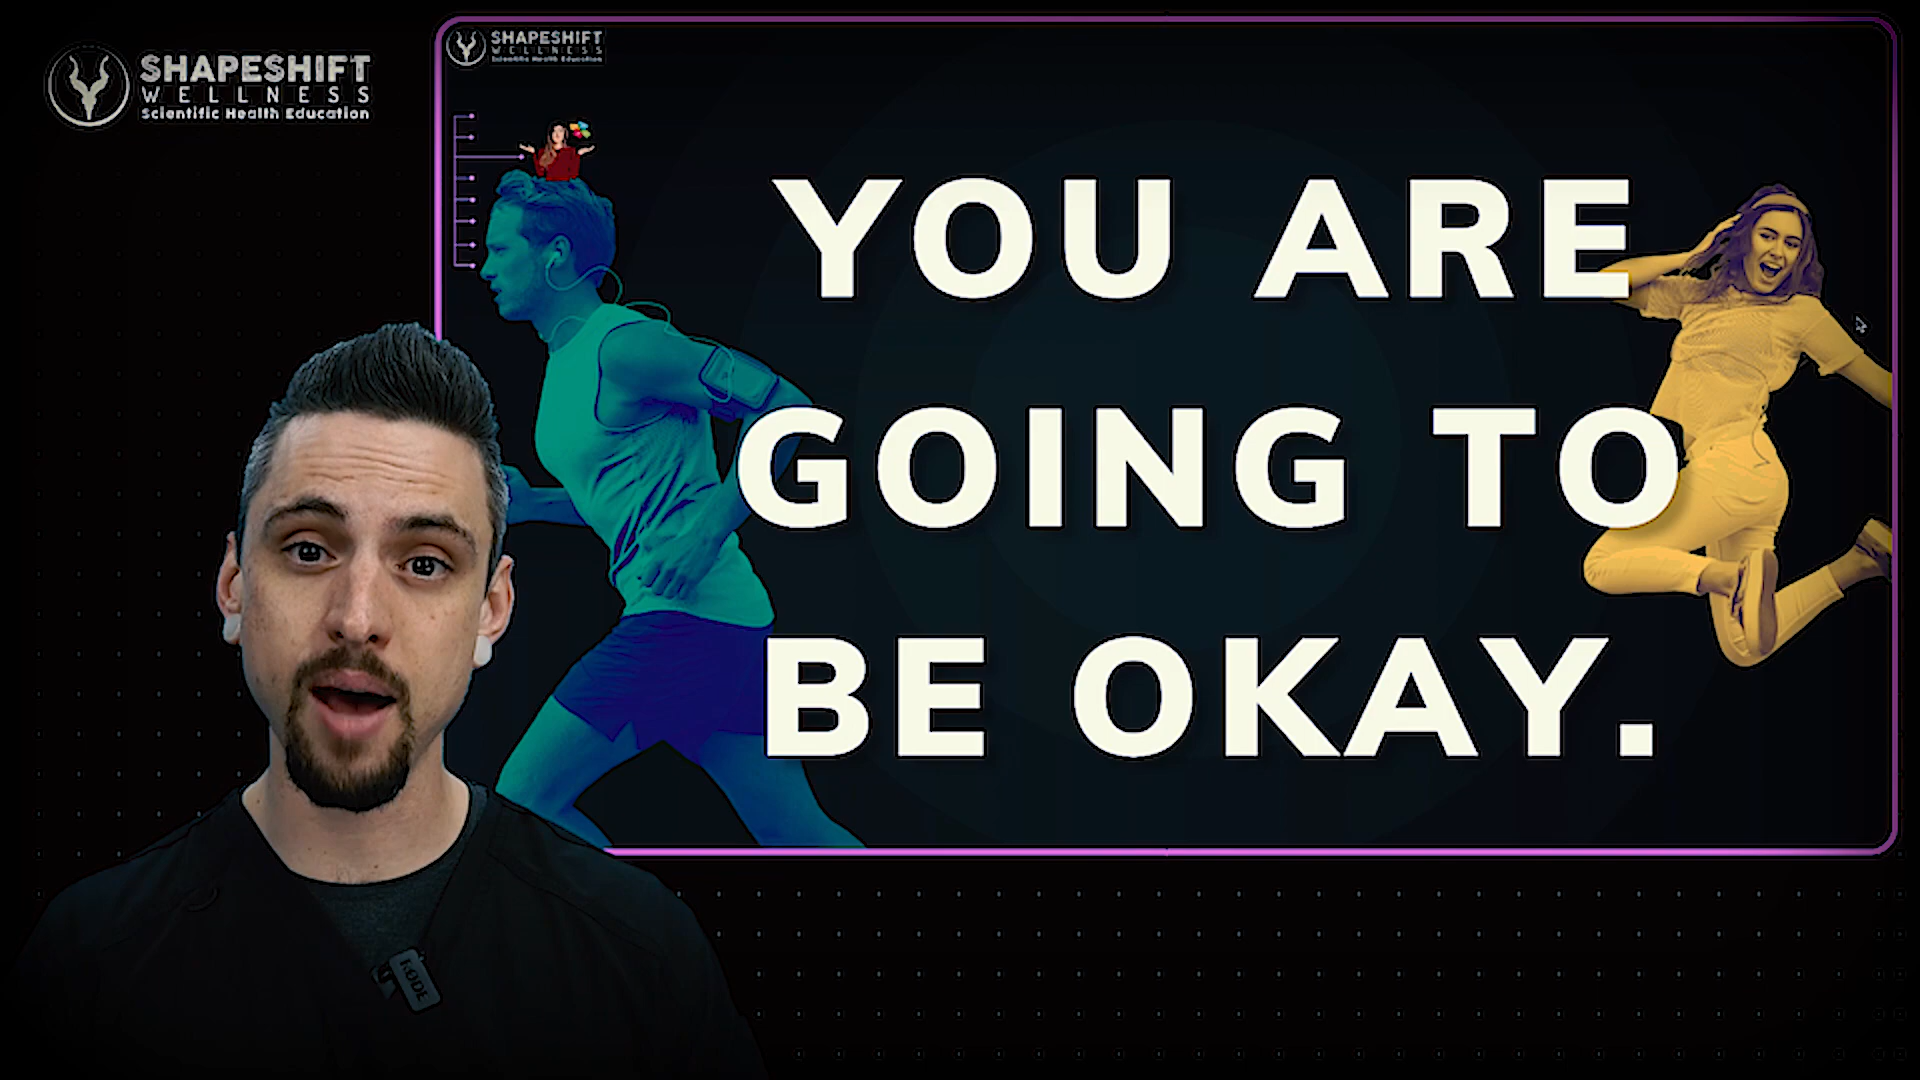 SHAPESHIFT
WELLNESS
Scientific Health Education
SHAPESHIFT
WELLNESS
Scientific Health Education
YOU ARE
GOING TO
BE OKAY.
RODE